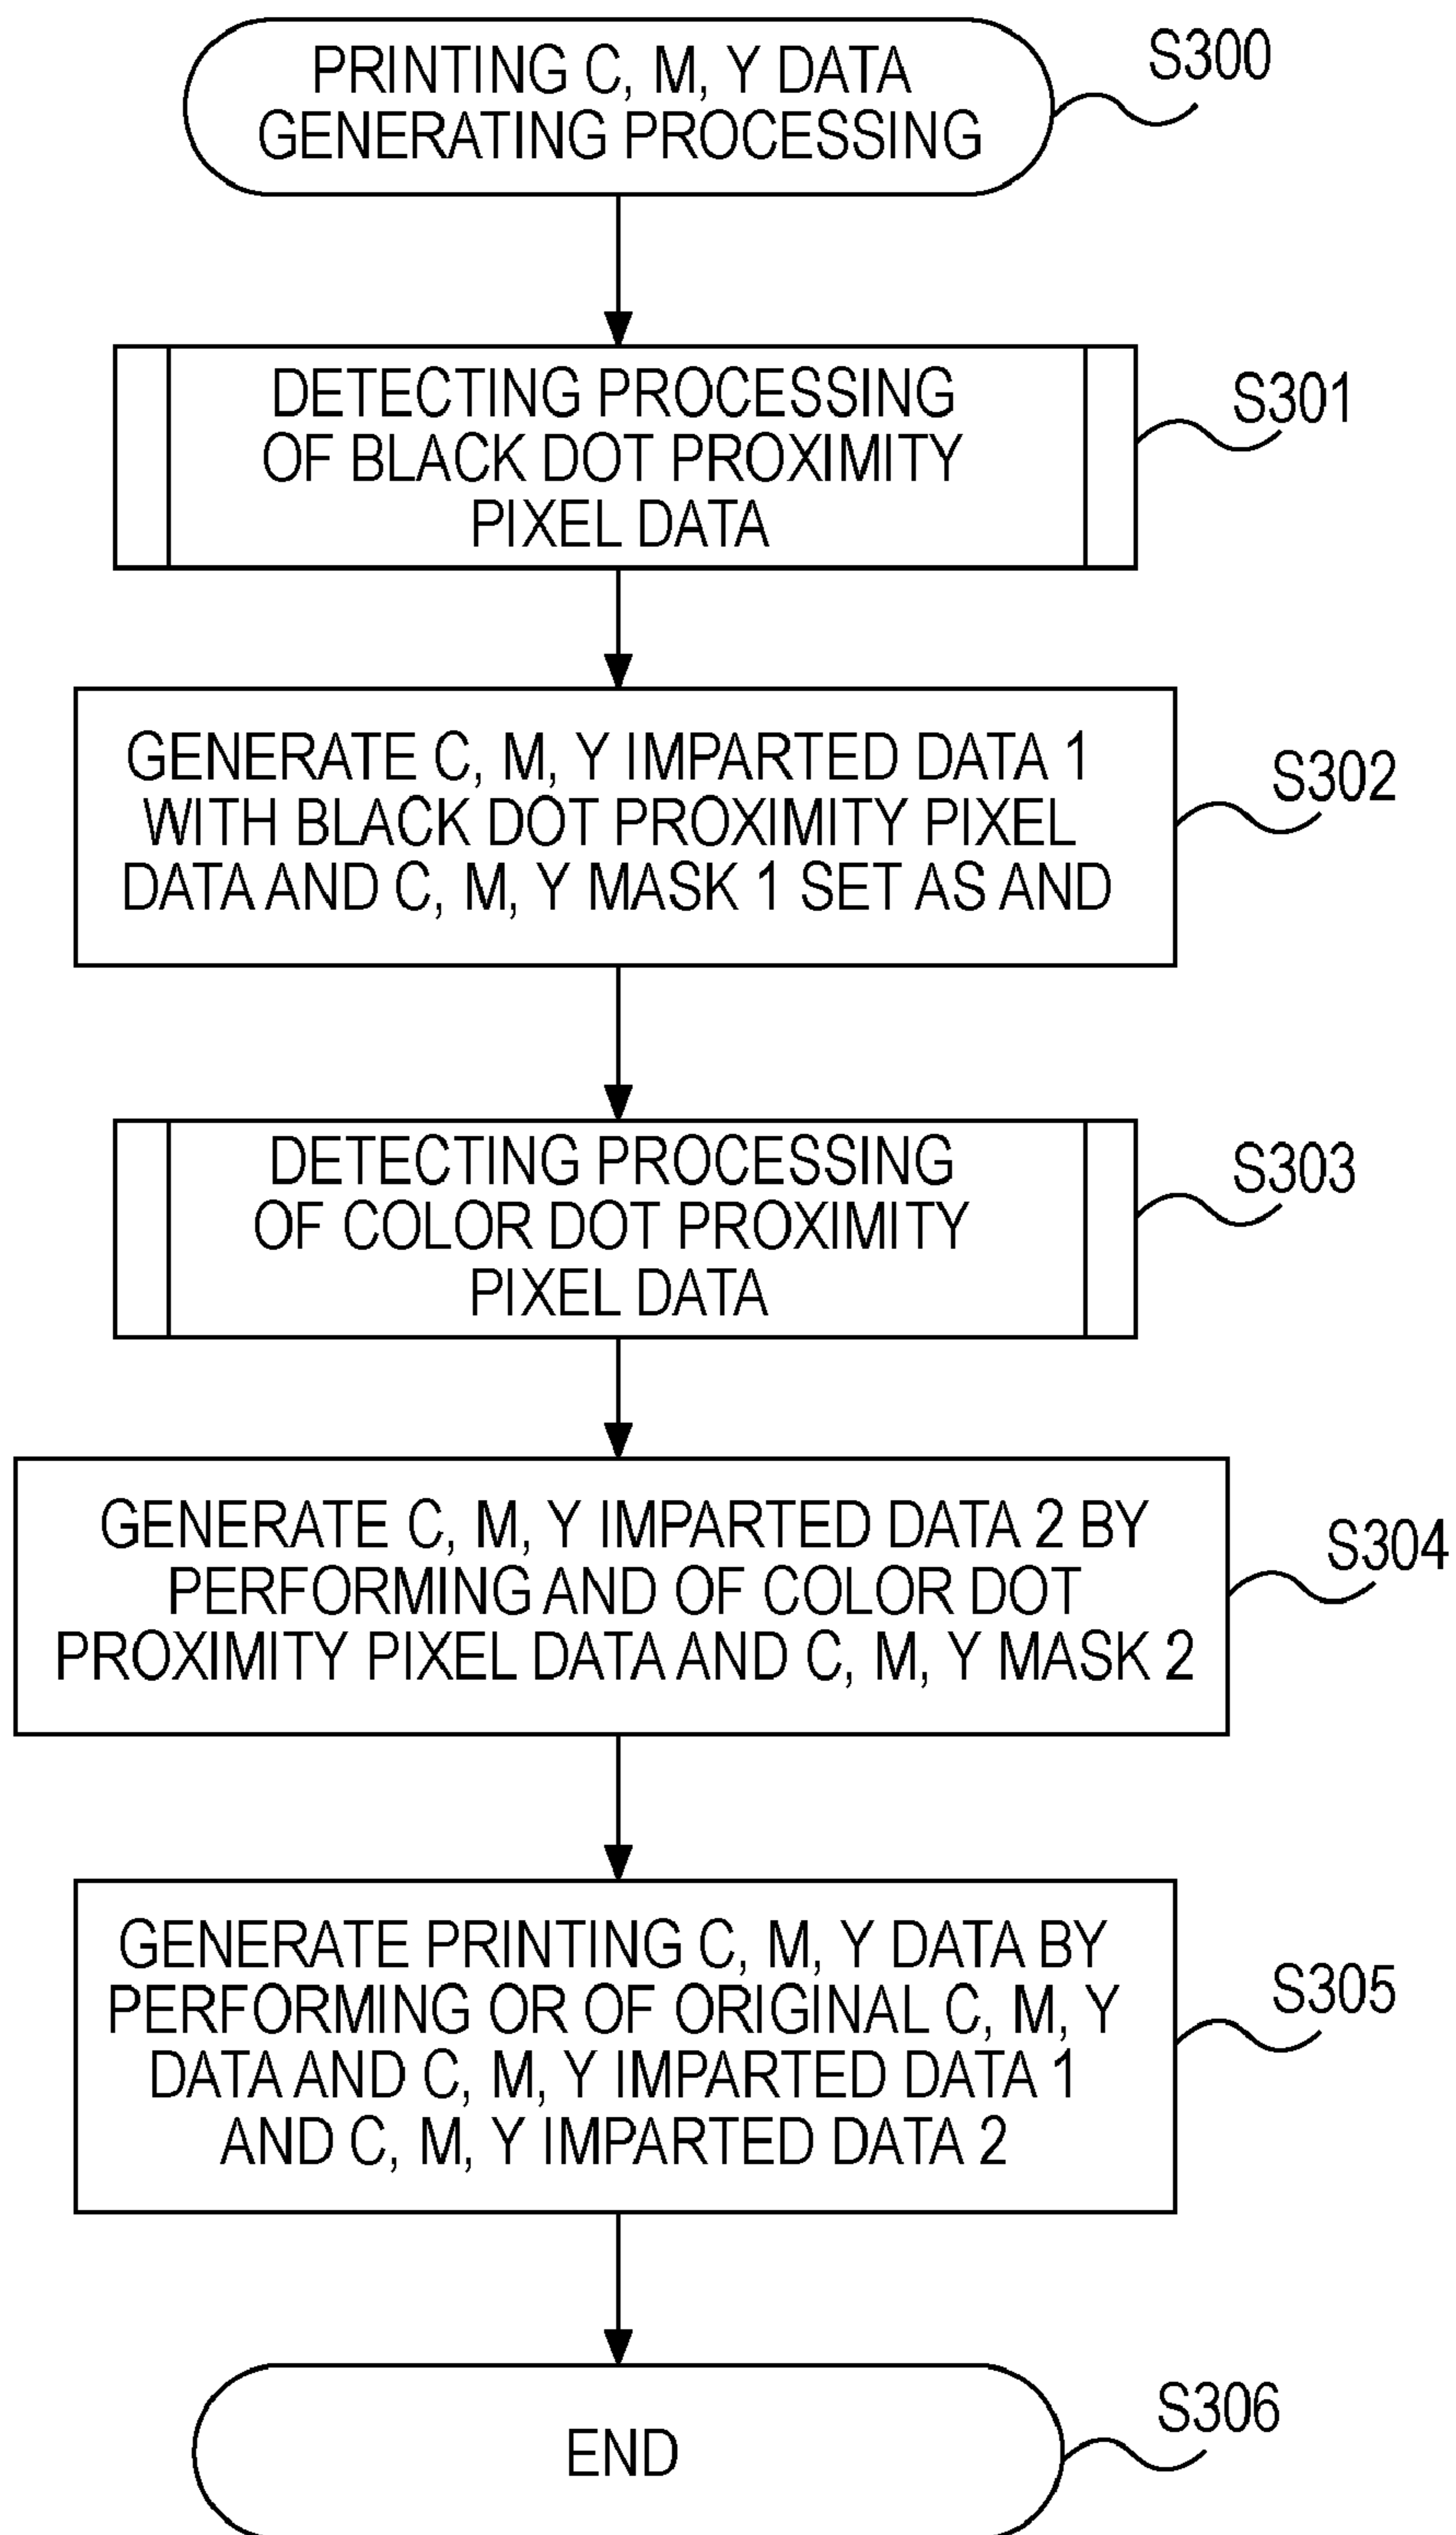 PRINTING C, M, Y DATA
GENERATING PROCESSING
S300
DETECTING PROCESSING
OF BLACK DOT PROXIMITY
PIXEL DATA
S301
GENERATE C, M, Y IMPARTED DATA 1
WITH BLACK DOT PROXIMITY PIXEL
DATA AND C, M, Y MASK 1 SET AS AND
S302
DETECTING PROCESSING
OF COLOR DOT PROXIMITY
PIXEL DATA
S303
GENERATE C, M, Y IMPARTED DATA 2 BY
PERFORMING AND OF COLOR DOT
PROXIMITY PIXEL DATA AND C, M, Y MASK 2
S304
GENERATE PRINTING C, M, Y DATA BY
PERFORMING OR OF ORIGINAL C, M, Y
DATA AND C, M, Y IMPARTED DATA 1
AND C, M, Y IMPARTED DATA 2
S305
END
S306